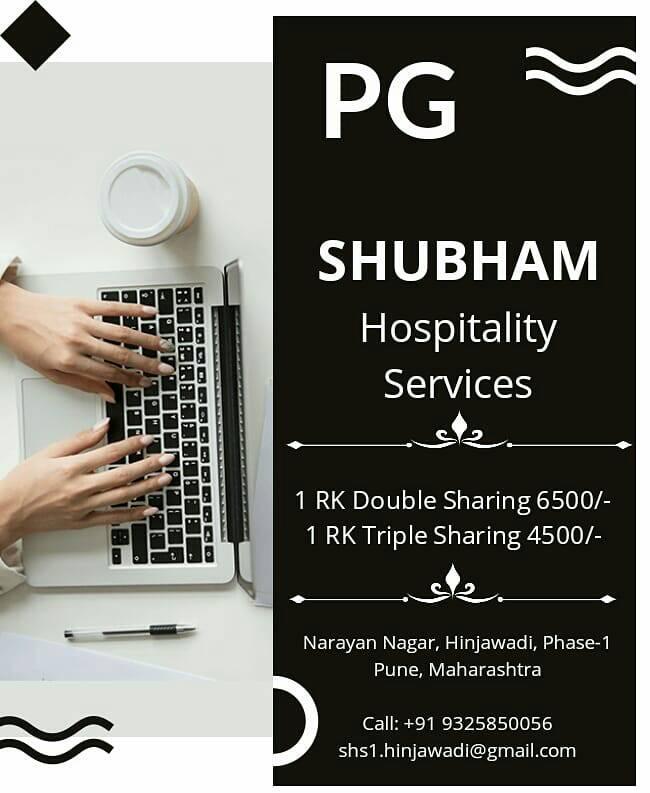 PG
SHUBHAM
Hospitality
Services
1 RK Double Sharing 6500/-
1 RK Triple Sharing 4500/-
Narayan Nagar, Hinjawadi, Phase-1
Pune, Maharashtra
Call: +91 9325850056
shs1.hinjawadi@gmail.com